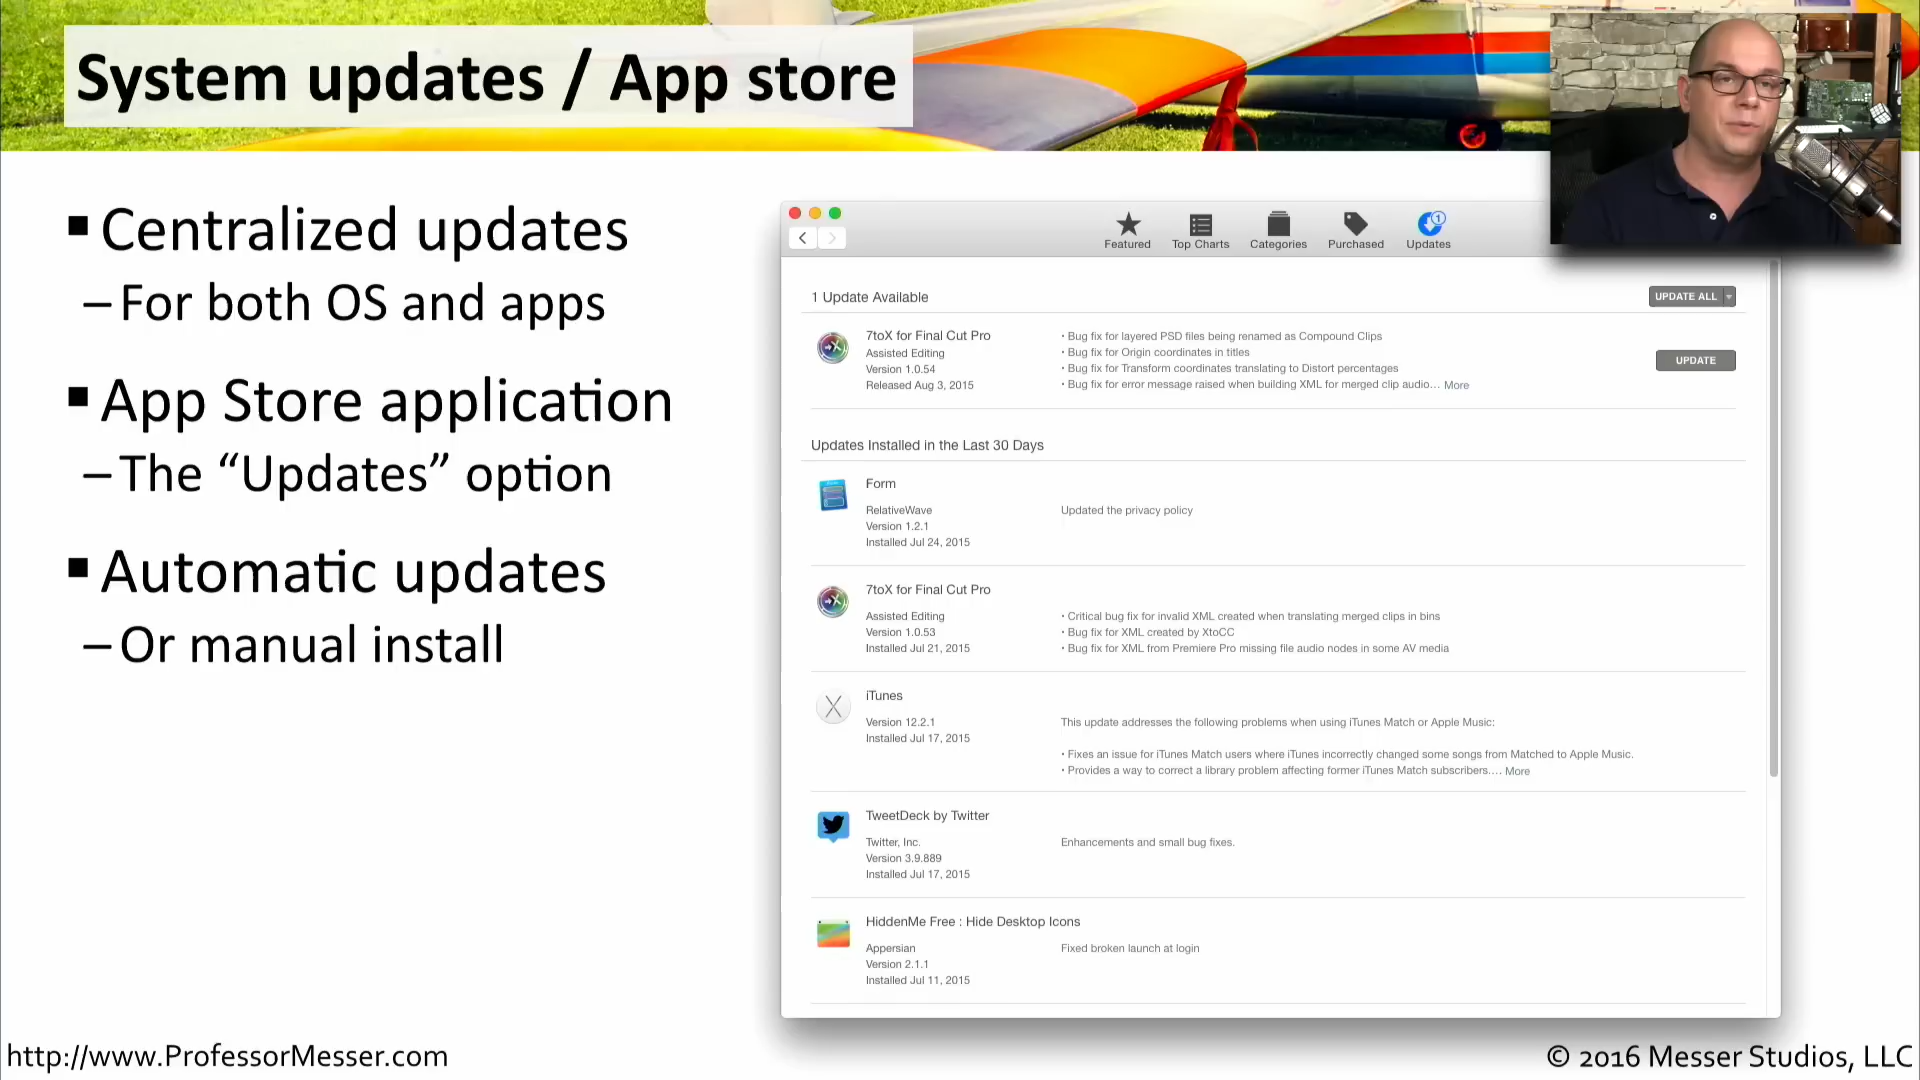 System updates / App store
▪ Centralized updates
– For both OS and apps
▪ App Store application
– The “Updates” option
▪ Automatic updates
– Or manual install
Featured
Top Charts
Categories
Purchased
Updates
1
1 Update Available
UPDATE ALL
7toX for Final Cut Pro
Assisted Editing
Version 1.0.54
Released Aug 3, 2015
• Bug fix for layered PSD files being renamed as Compound Clips
• Bug fix for Origin coordinates in titles
• Bug fix for Transform coordinates translating to Distort percentages
• Bug fix for error message raised when building XML for merged clip audio... More
UPDATE
Updates Installed in the Last 30 Days
Form
RelativeWave
Version 1.2.1
Installed Jul 24, 2015
Updated the privacy policy
7toX for Final Cut Pro
Assisted Editing
Version 1.0.53
Installed Jul 21, 2015
• Critical bug fix for invalid XML created when translating merged clips in bins
• Bug fix for XML created by XtoCC
• Bug fix for XML from Premiere Pro missing file audio nodes in some AV media
iTunes
Version 12.2.1
Installed Jul 17, 2015
This update addresses the following problems when using iTunes Match or Apple Music:
• Fixes an issue for iTunes Match users where iTunes incorrectly changed some songs from Matched to Apple Music.
• Provides a way to correct a library problem affecting former iTunes Match subscribers.... More
TweetDeck by Twitter
Twitter, Inc.
Version 3.9.889
Installed Jul 17, 2015
Enhancements and small bug fixes.
HiddenMe Free : Hide Desktop Icons
Appersian
Version 2.1.1
Installed Jul 11, 2015
Fixed broken launch at login
http://www.ProfessorMesser.com
© 2016 Messer Studios, LLC